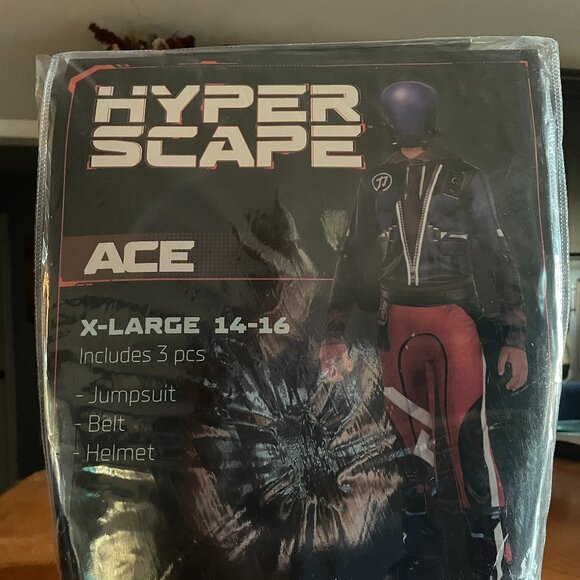 HYPER
SCAPE
ACE
X-LARGE 14-16
Includes 3 pcs
- Jumpsuit
- Belt
- Helmet